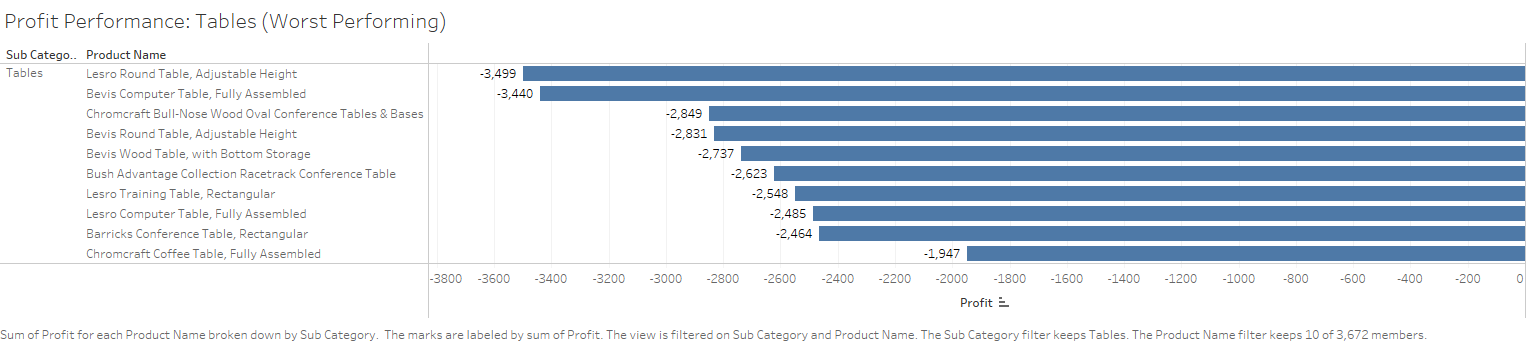 Profit Performance: Tables (Worst Performing)
Sub Catego.. Product Name
Tables Lesro Round Table, Adjustable Height -3,499
Bevis Computer Table, Fully Assembled -3,440
Chromcraft Bull-Nose Wood Oval Conference Tables & Bases -2,849
Bevis Round Table, Adjustable Height -2,831
Bevis Wood Table, with Bottom Storage -2,737
Bush Advantage Collection Racetrack Conference Table -2,623
Lesro Training Table, Rectangular -2,548
Lesro Computer Table, Fully Assembled -2,485
Barricks Conference Table, Rectangular -2,464
Chromcraft Coffee Table, Fully Assembled -1,947
-3800 -3600 -3400 -3200 -3000 -2800 -2600 -2400 -2200 -2000 -1800 -1600 -1400 -1200 -1000 -800 -600 -400 -200 0
Profit
Sum of Profit for each Product Name broken down by Sub Category.  The marks are labeled by sum of Profit. The view is filtered on Sub Category and Product Name. The Sub Category filter keeps Tables. The Product Name filter keeps 10 of 3,672 members.